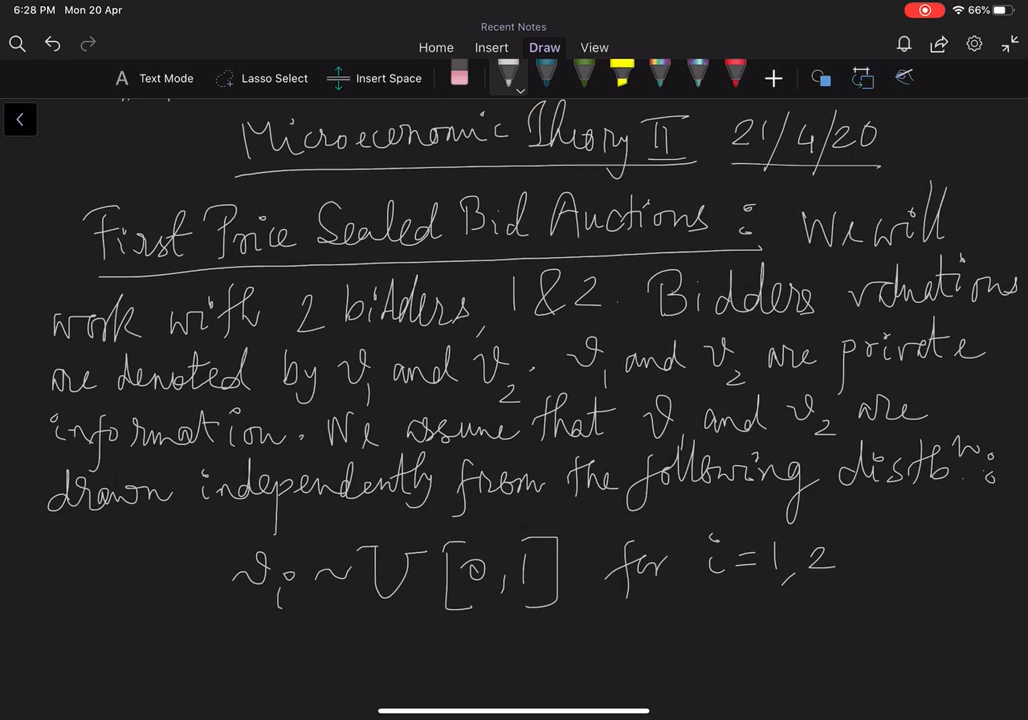 6:28 PM Mon 20 Apr
66%
Recent Notes
Home Insert Draw View
Text Mode Lasso Select Insert Space
Microeconomic Theory II 21/4/20
First Price Sealed Bid Auctions : We will
work with 2 bidders, 1 & 2. Bidders valuations
are denoted by v₁ and v₂. v₁ and v₂ are private
information. We assume that v₁ and v₂ are
drawn independently from the following distbⁿ:
vᵢ ~ U [0, 1] for i = 1, 2